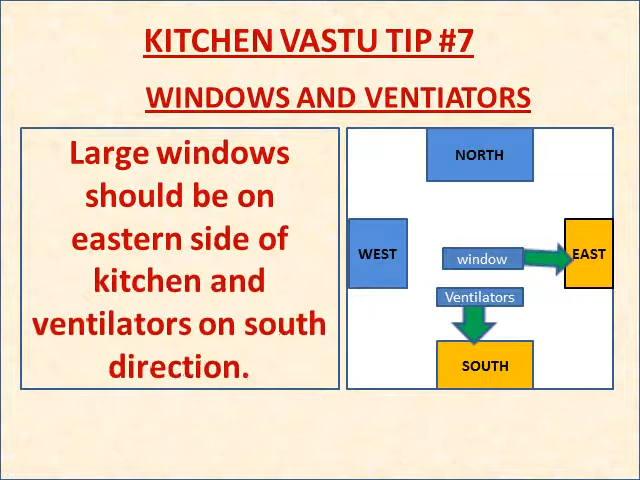 KITCHEN VASTU TIP #7
WINDOWS AND VENTIATORS
Large windows
should be on
eastern side of
kitchen and
ventilators on south
direction.
NORTH
WEST
window
EAST
Ventilators
SOUTH